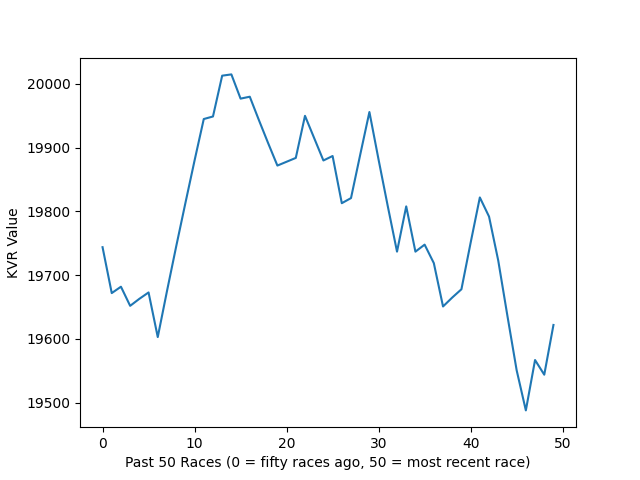 20000
19900
19800
19700
19600
19500
KVR Value
0 10 20 30 40 50
Past 50 Races (0 = fifty races ago, 50 = most recent race)